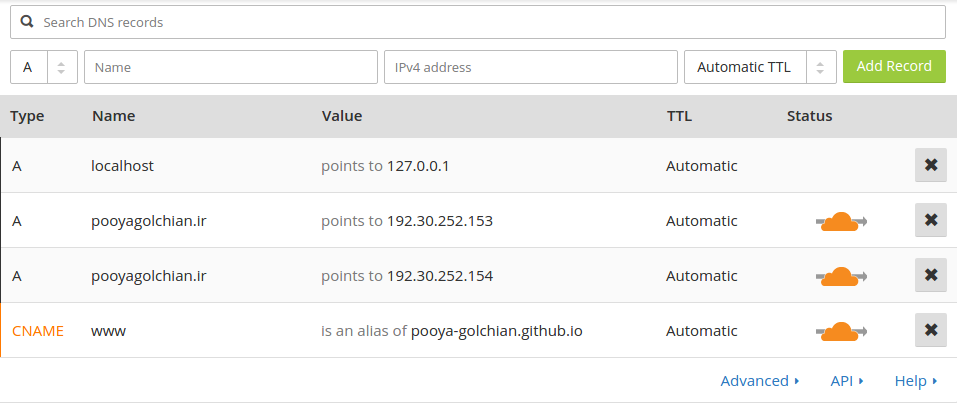 Search DNS records
A Name IPv4 address Automatic TTL Add Record
Type Name Value TTL Status
A localhost points to 127.0.0.1 Automatic
A pooyagolchian.ir points to 192.30.252.153 Automatic
A pooyagolchian.ir points to 192.30.252.154 Automatic
CNAME www is an alias of pooya-golchian.github.io Automatic
Advanced API Help